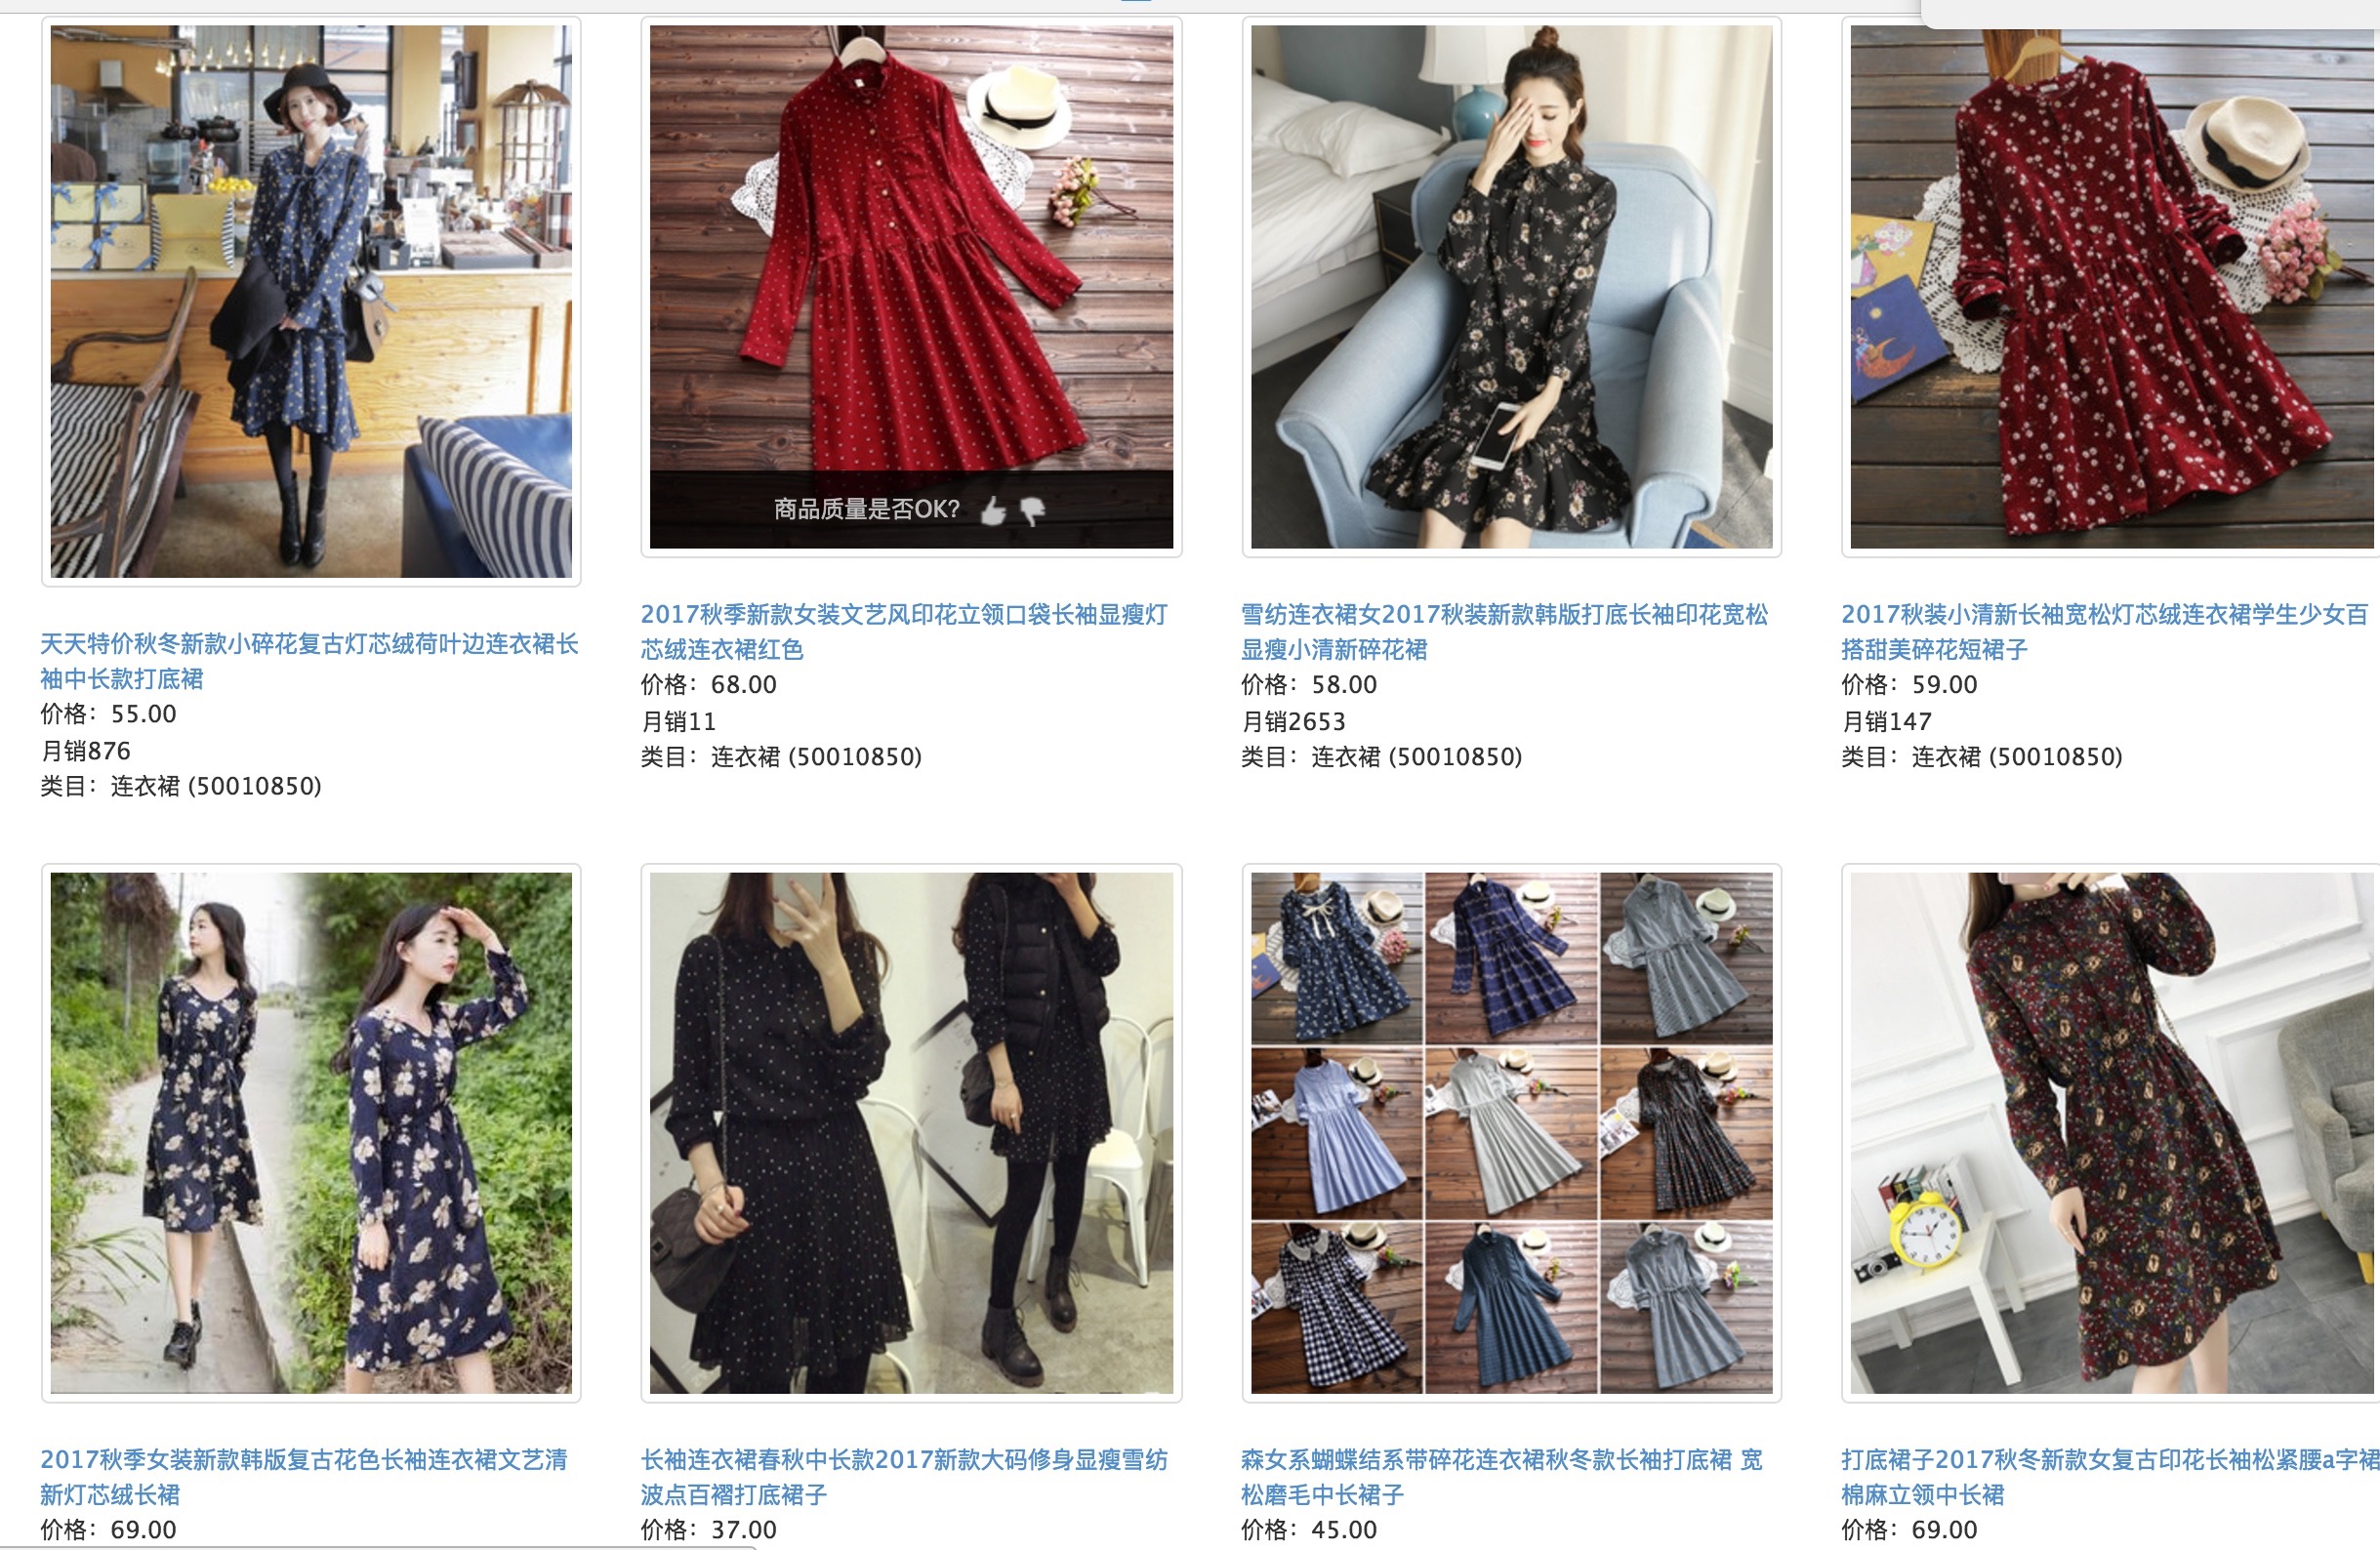 商品质量是否OK?
天天特价秋冬新款小碎花复古灯芯绒荷叶边连衣裙长
袖中长款打底裙
价格：55.00
月销876
类目：连衣裙 (50010850)
2017秋季新款女装文艺风印花立领口袋长袖显瘦灯
芯绒连衣裙红色
价格：68.00
月销11
类目：连衣裙 (50010850)
雪纺连衣裙女2017秋装新款韩版打底长袖印花宽松
显瘦小清新碎花裙
价格：58.00
月销2653
类目：连衣裙 (50010850)
2017秋装小清新长袖宽松灯芯绒连衣裙学生少女百
搭甜美碎花短裙子
价格：59.00
月销147
类目：连衣裙 (50010850)
2017秋季女装新款韩版复古花色长袖连衣裙文艺清
新灯芯绒长裙
价格：69.00
长袖连衣裙春秋中长款2017新款大码修身显瘦雪纺
波点百褶打底裙子
价格：37.00
森女系蝴蝶结系带碎花连衣裙秋冬款长袖打底裙 宽
松磨毛中长裙子
价格：45.00
打底裙子2017秋冬新款女复古印花长袖松紧腰a字裙
棉麻立领中长裙
价格：69.00